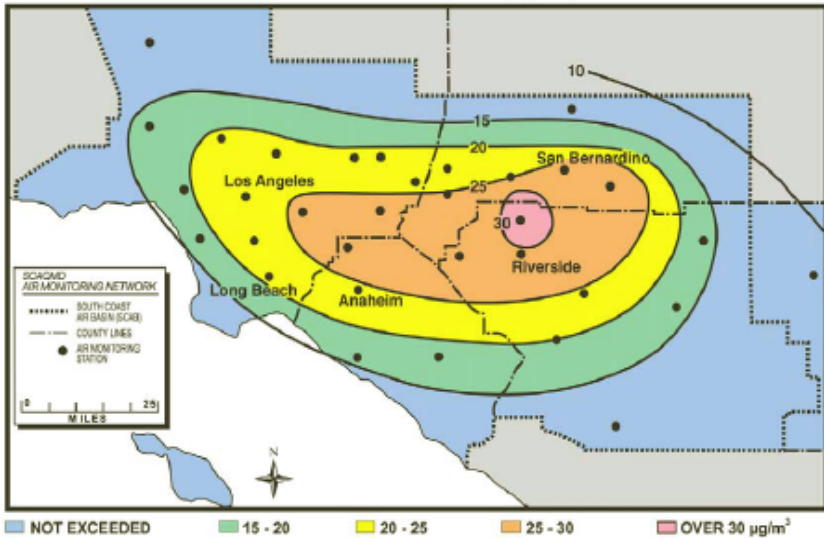 10
15
20
San Bernardino
Los Angeles
25
30
Riverside
Long Beach
Anaheim
SCAQMD
AIR MONITORING NETWORK
SOUTH COAST
AIR BASIN (SCAB)
COUNTY LINES
AIR MONITORING
STATION
0 25
MILES
N
NOT EXCEEDED 15 - 20 20 - 25 25 - 30 OVER 30 µg/m³